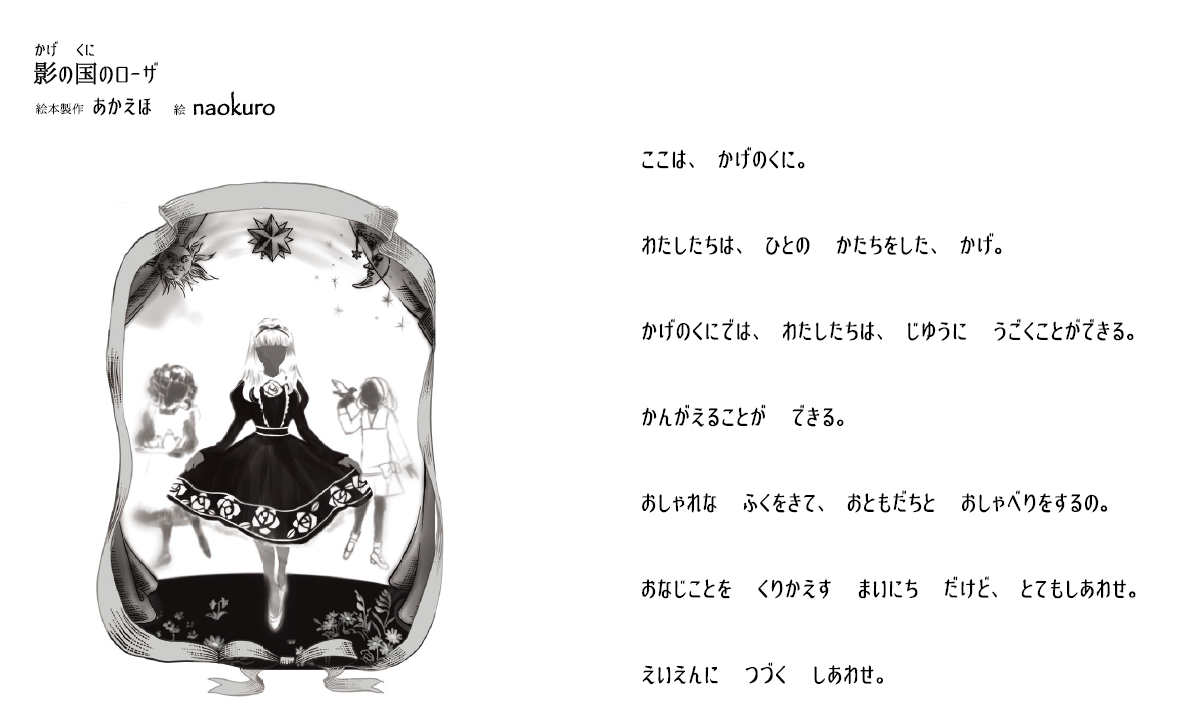 かげ くに
影の国のローザ
絵本製作 あかえほ 絵 naokuro
ここは、 かげのくに。
わたしたちは、 ひとの かたちをした、 かげ。
かげのくにでは、 わたしたちは、 じゆうに うごくことができる。
かんがえることが できる。
おしゃれな ふくをきて、 おともだちと おしゃべりをするの。
おなじことを くりかえす まいにち だけど、 とてもしあわせ。
えいえんに つづく しあわせ。